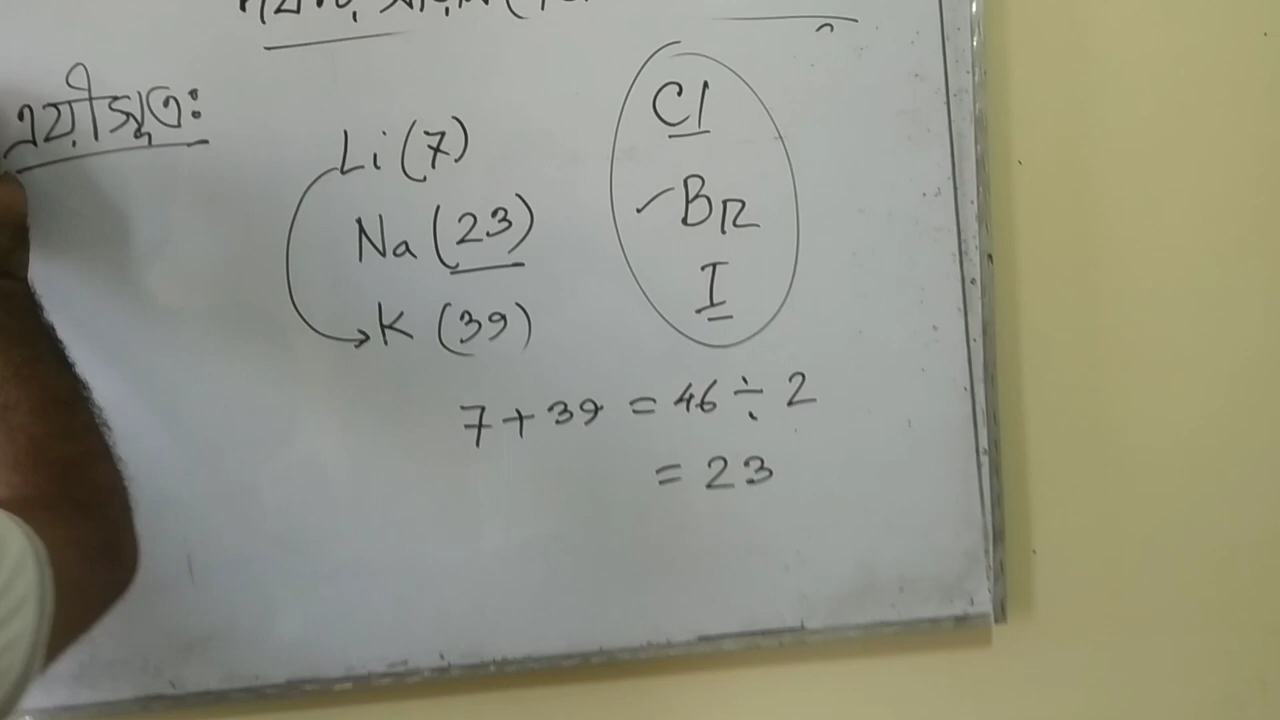 ত্রয়ীসূত্র:
Li (7)
Na (23)
K (39)
Cl
Br
I
7 + 39 = 46 ÷ 2
= 23